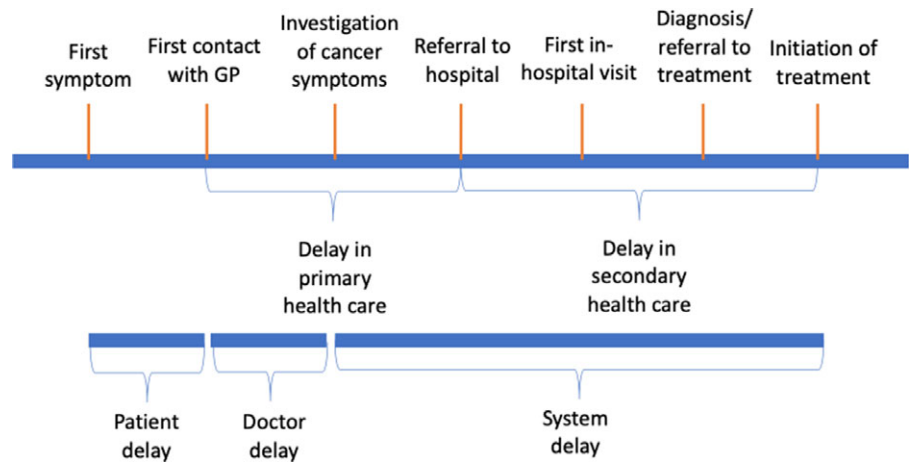 First
symptom
First contact
with GP
Investigation
of cancer
symptoms
Referral to
hospital
First in-
hospital visit
Diagnosis/
referral to
treatment
Initiation of
treatment
Delay in
primary
health care
Delay in
secondary
health care
Patient
delay
Doctor
delay
System
delay